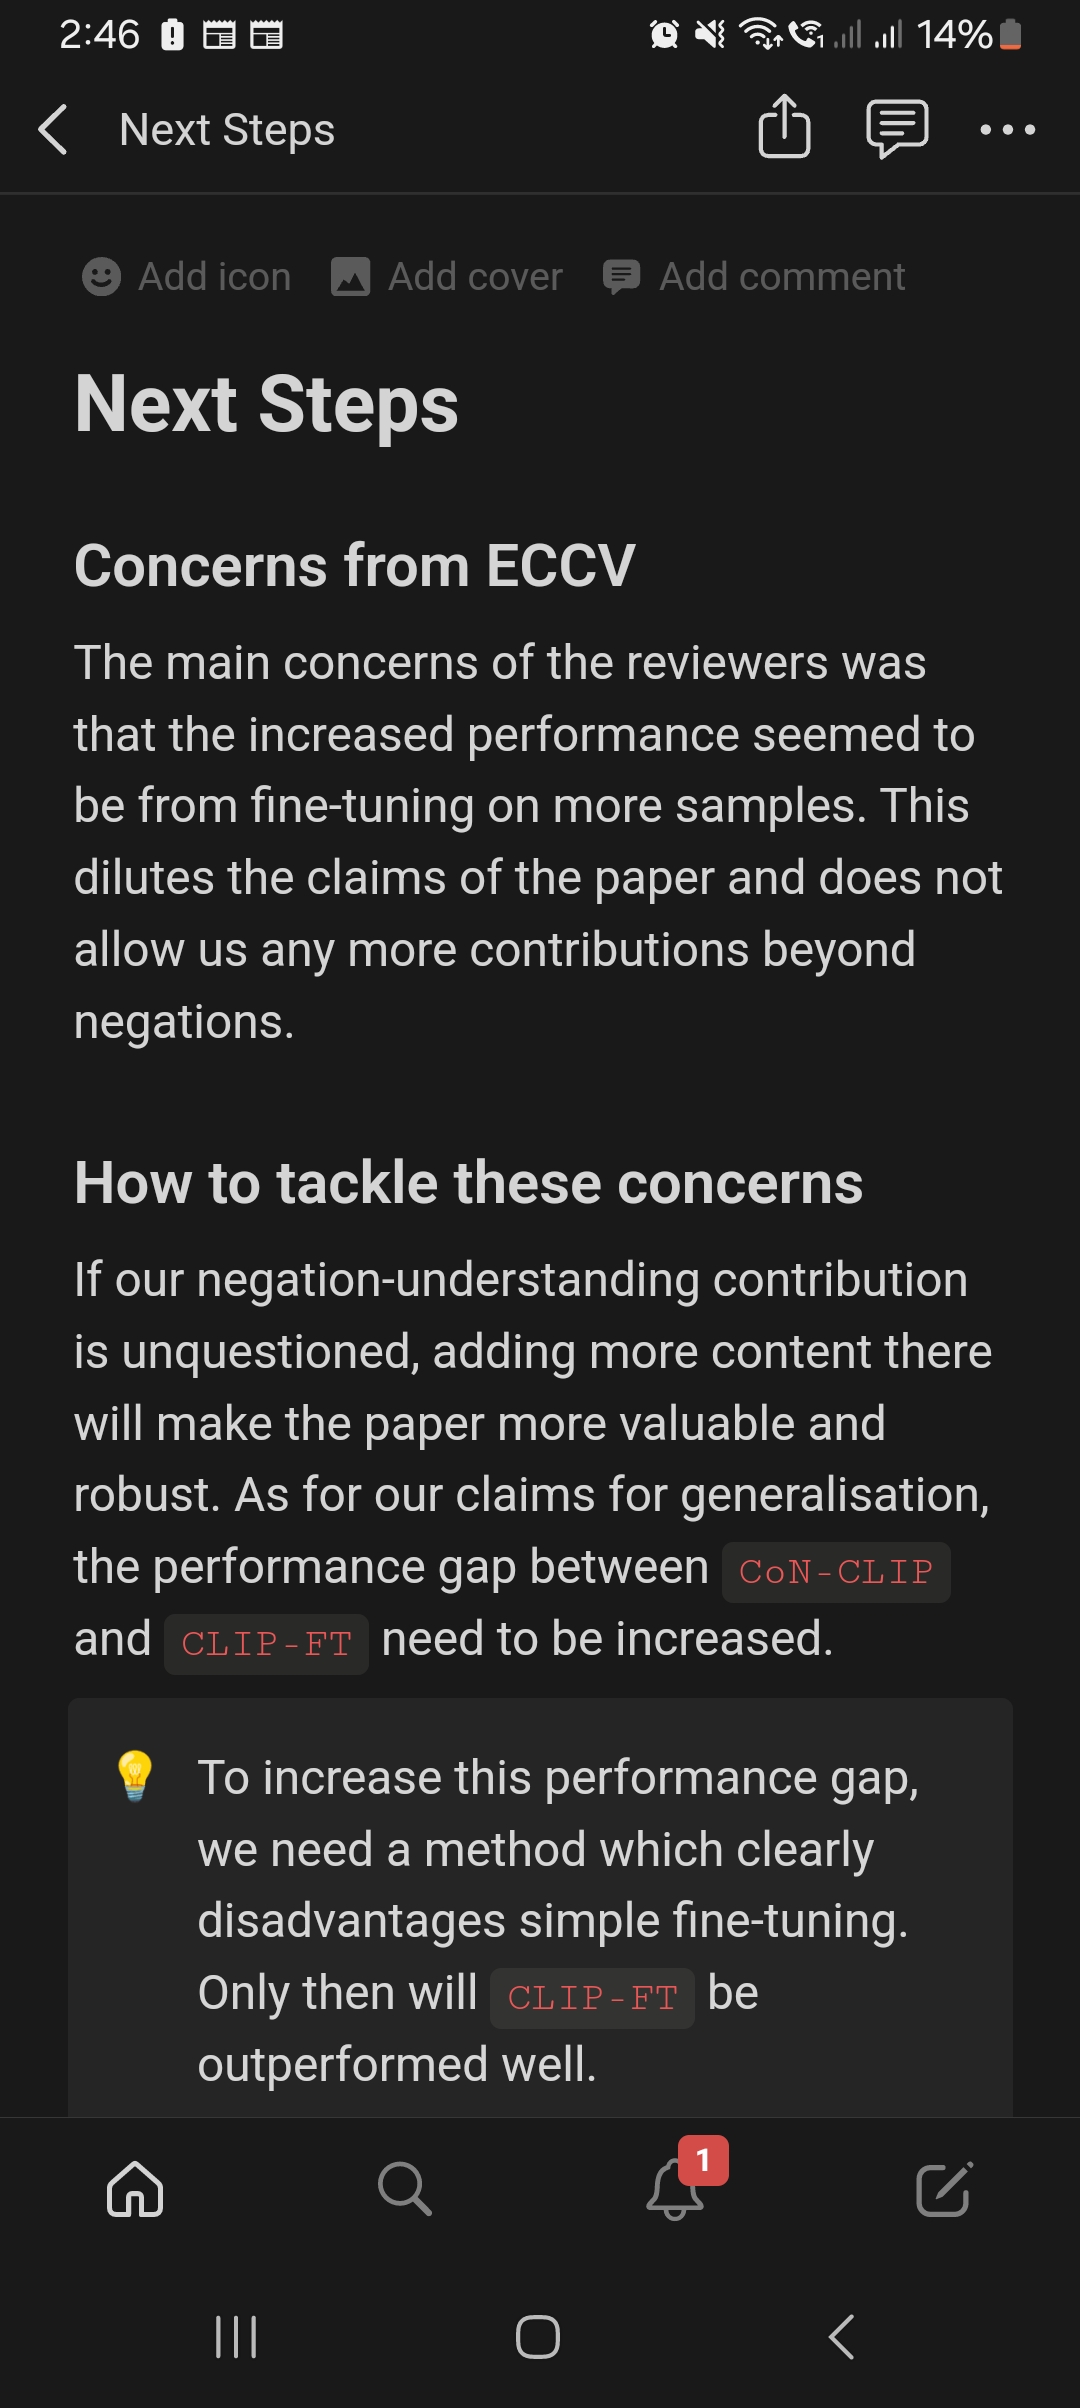 2:46
1
14%
Next Steps
Add icon Add cover Add comment
Next Steps
Concerns from ECCV
The main concerns of the reviewers was
that the increased performance seemed to
be from fine-tuning on more samples. This
dilutes the claims of the paper and does not
allow us any more contributions beyond
negations.
How to tackle these concerns
If our negation-understanding contribution
is unquestioned, adding more content there
will make the paper more valuable and
robust. As for our claims for generalisation,
the performance gap between CoN-CLIP
and CLIP-FT need to be increased.
To increase this performance gap,
we need a method which clearly
disadvantages simple fine-tuning.
Only then will CLIP-FT be
outperformed well.
1